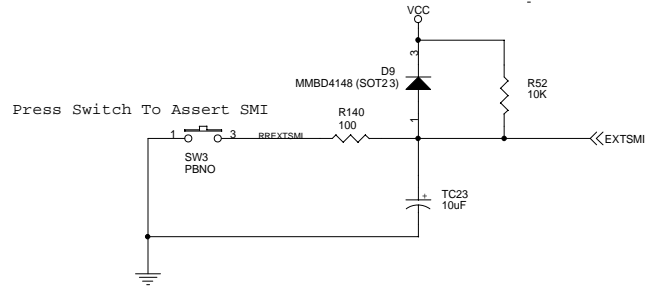 VCC
3
D9
MMBD4148 (SOT23)
R52
10K
1
Press Switch To Assert SMI
R140
100
1
3
RREXTSMI
EXTSMI
SW3
PBNO
+
TC23
10uF